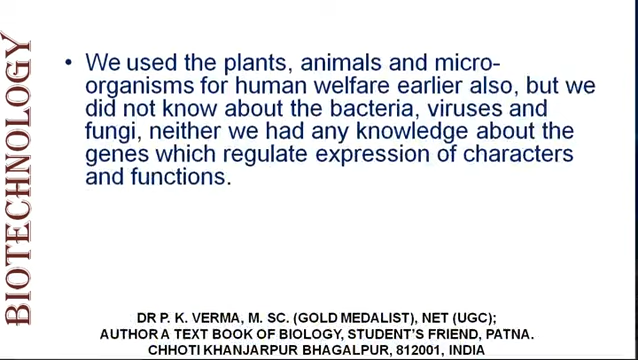 BIOTECHNOLOGY
• We used the plants, animals and micro-
organisms for human welfare earlier also, but we
did not know about the bacteria, viruses and
fungi, neither we had any knowledge about the
genes which regulate expression of characters
and functions.
DR P. K. VERMA, M. SC. (GOLD MEDALIST), NET (UGC);
AUTHOR A TEXT BOOK OF BIOLOGY, STUDENT'S FRIEND, PATNA.
CHHOTI KHANJARPUR BHAGALPUR, 812001, INDIA